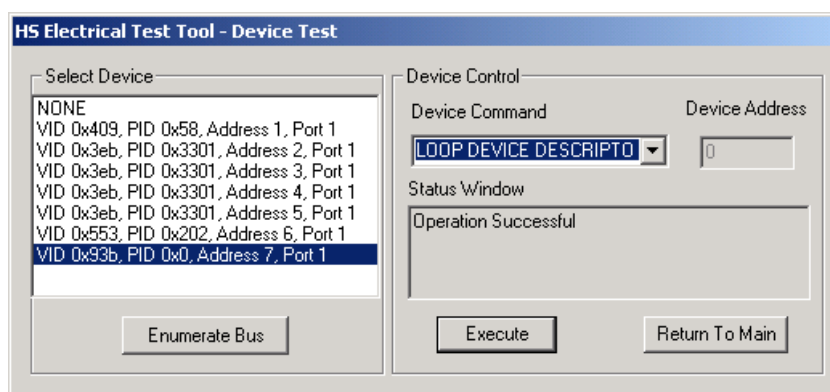 HS Electrical Test Tool - Device Test
Select Device
NONE
VID 0x409, PID 0x58, Address 1, Port 1
VID 0x3eb, PID 0x3301, Address 2, Port 1
VID 0x3eb, PID 0x3301, Address 3, Port 1
VID 0x3eb, PID 0x3301, Address 4, Port 1
VID 0x3eb, PID 0x3301, Address 5, Port 1
VID 0x553, PID 0x202, Address 6, Port 1
VID 0x93b, PID 0x0, Address 7, Port 1
Enumerate Bus
Device Control
Device Command
Device Address
LOOP DEVICE DESCRIPTO
0
Status Window
Operation Successful
Execute
Return To Main